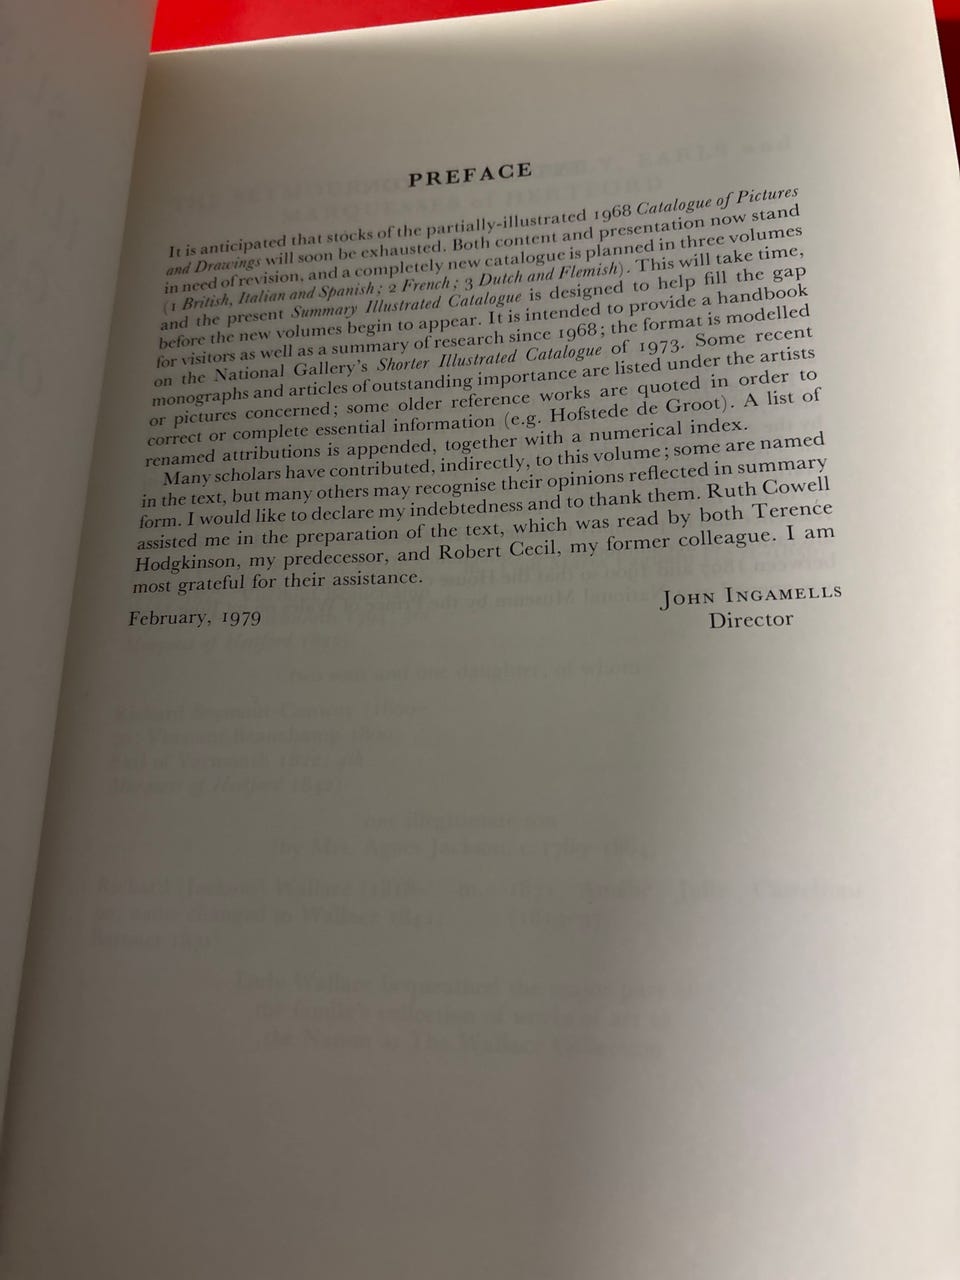 PREFACE
It is anticipated that stocks of the partially-illustrated 1968 Catalogue of Pictures
and Drawings will soon be exhausted. Both content and presentation now stand
in need of revision, and a completely new catalogue is planned in three volumes
(1 British, Italian and Spanish; 2 French; 3 Dutch and Flemish). This will take time,
and the present Summary Illustrated Catalogue is designed to help fill the gap
before the new volumes begin to appear. It is intended to provide a handbook
for visitors as well as a summary of research since 1968; the format is modelled
on the National Gallery's Shorter Illustrated Catalogue of 1973. Some recent
monographs and articles of outstanding importance are listed under the artists
or pictures concerned; some older reference works are quoted in order to
correct or complete essential information (e.g. Hofstede de Groot). A list of
renamed attributions is appended, together with a numerical index.
Many scholars have contributed, indirectly, to this volume; some are named
in the text, but many others may recognise their opinions reflected in summary
form. I would like to declare my indebtedness and to thank them. Ruth Cowell
assisted me in the preparation of the text, which was read by both Terence
Hodgkinson, my predecessor, and Robert Cecil, my former colleague. I am
most grateful for their assistance.
February, 1979
JOHN INGAMELLS
Director